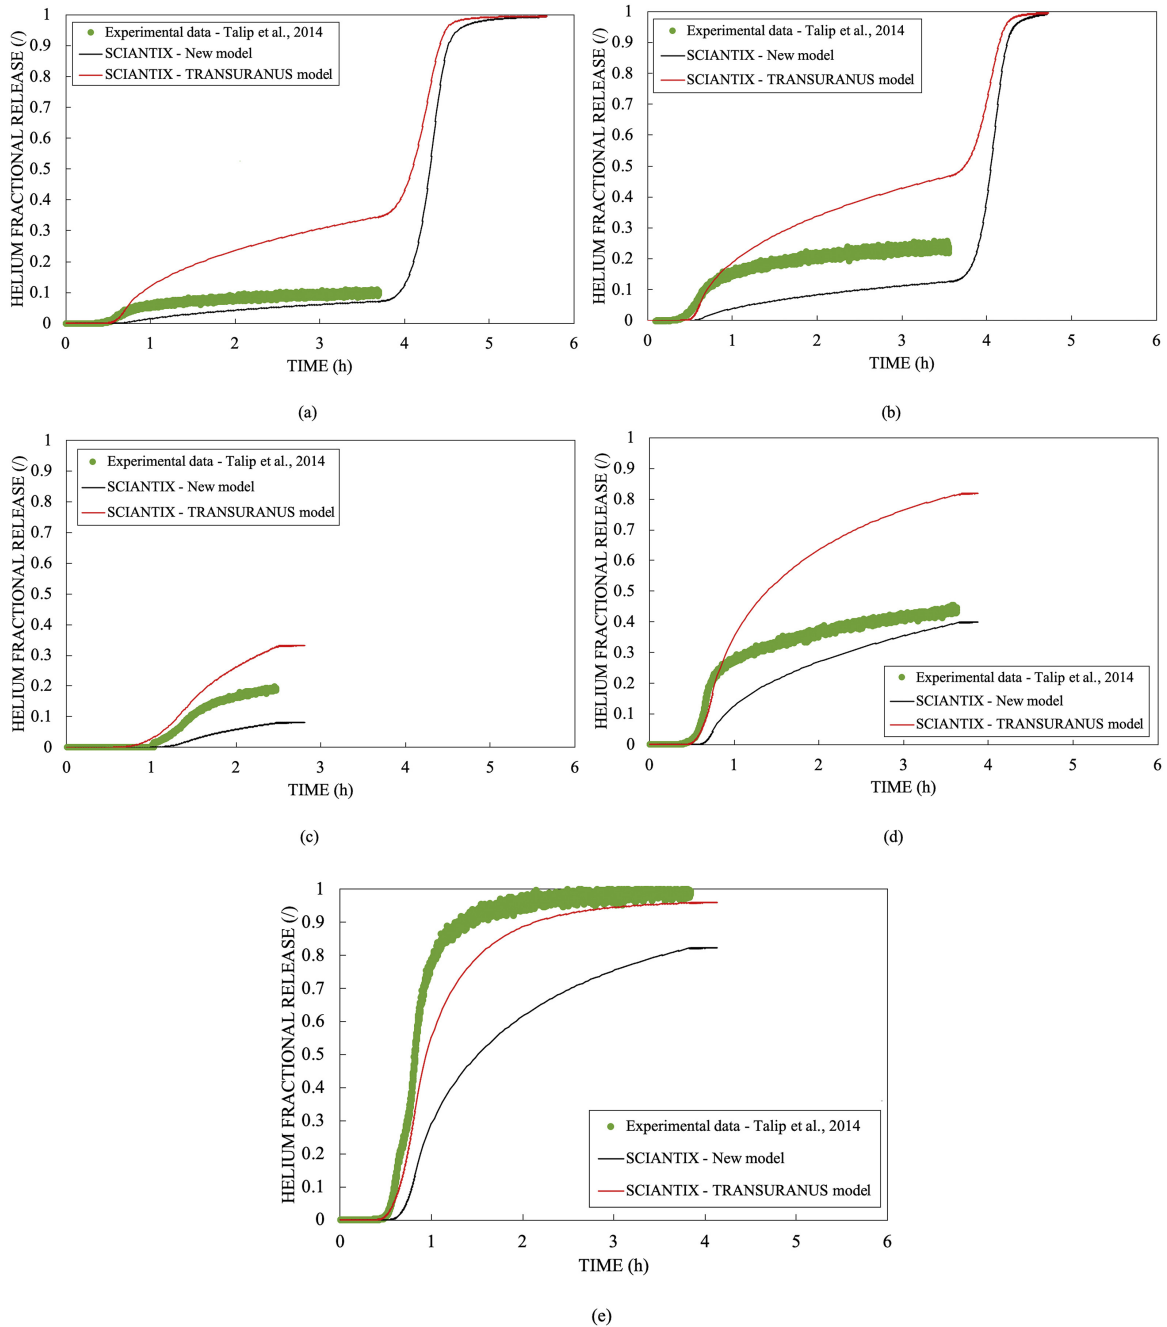 HELIUM FRACTIONAL RELEASE (/)
1
0.9
0.8
0.7
0.6
0.5
0.4
0.3
0.2
0.1
0
Experimental data - Talip et al., 2014
SCIANTIX - New model
SCIANTIX - TRANSURANUS model
0 1 2 3 4 5 6
TIME (h)
(a)
HELIUM FRACTIONAL RELEASE (/)
1
0.9
0.8
0.7
0.6
0.5
0.4
0.3
0.2
0.1
0
Experimental data - Talip et al., 2014
SCIANTIX - New model
SCIANTIX - TRANSURANUS model
0 1 2 3 4 5 6
TIME (h)
(b)
HELIUM FRACTIONAL RELEASE (/)
1
0.9
0.8
0.7
0.6
0.5
0.4
0.3
0.2
0.1
0
Experimental data - Talip et al., 2014
SCIANTIX - New model
SCIANTIX - TRANSURANUS model
0 1 2 3 4 5 6
TIME (h)
(c)
HELIUM FRACTIONAL RELEASE (/)
1
0.9
0.8
0.7
0.6
0.5
0.4
0.3
0.2
0.1
0
Experimental data - Talip et al., 2014
SCIANTIX - New model
SCIANTIX - TRANSURANUS model
0 1 2 3 4 5 6
TIME (h)
(d)
HELIUM FRACTIONAL RELEASE (/)
1
0.9
0.8
0.7
0.6
0.5
0.4
0.3
0.2
0.1
0
Experimental data - Talip et al., 2014
SCIANTIX - New model
SCIANTIX - TRANSURANUS model
0 1 2 3 4 5 6
TIME (h)
(e)